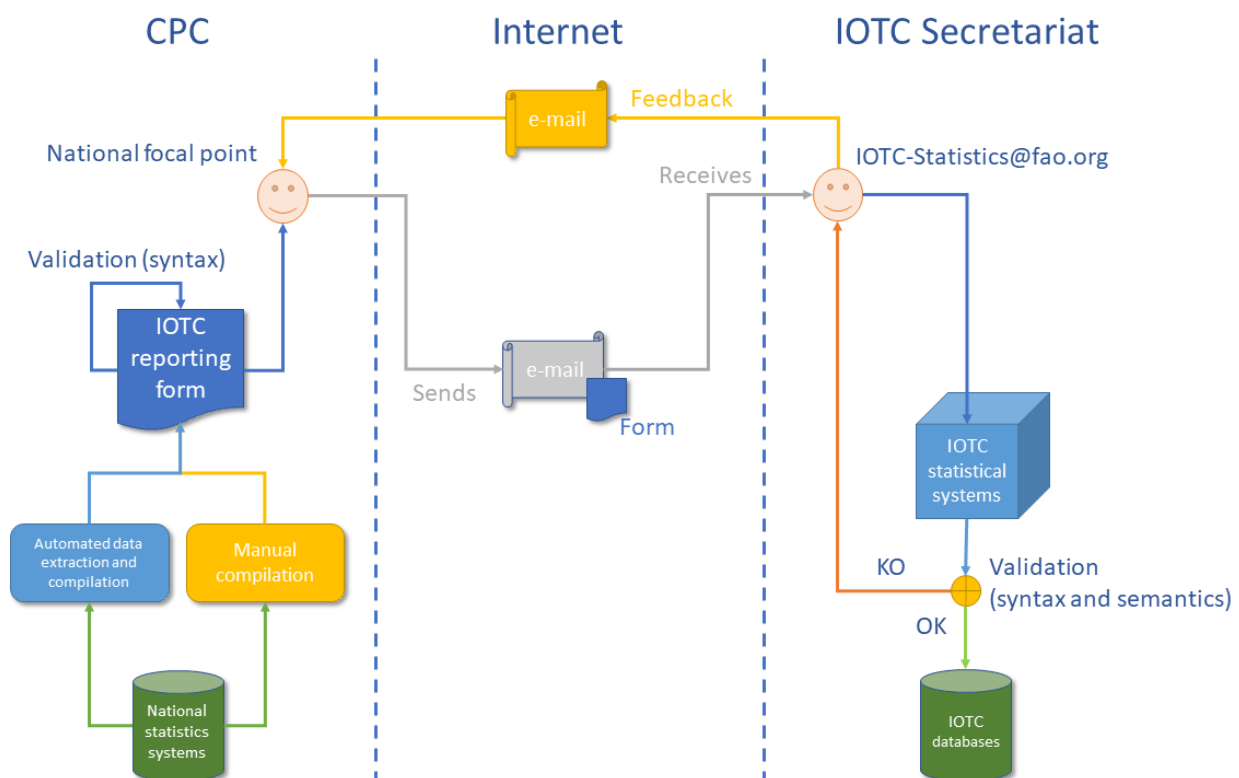 CPC
Internet
IOTC Secretariat
Feedback
e-mail
National focal point
IOTC-Statistics@fao.org
Receives
Validation (syntax)
IOTC
reporting
form
e-mail
Sends
Form
IOTC
statistical
systems
Automated data
extraction and
compilation
Manual
compilation
KO
Validation
(syntax and semantics)
OK
National
statistics
systems
IOTC
databases